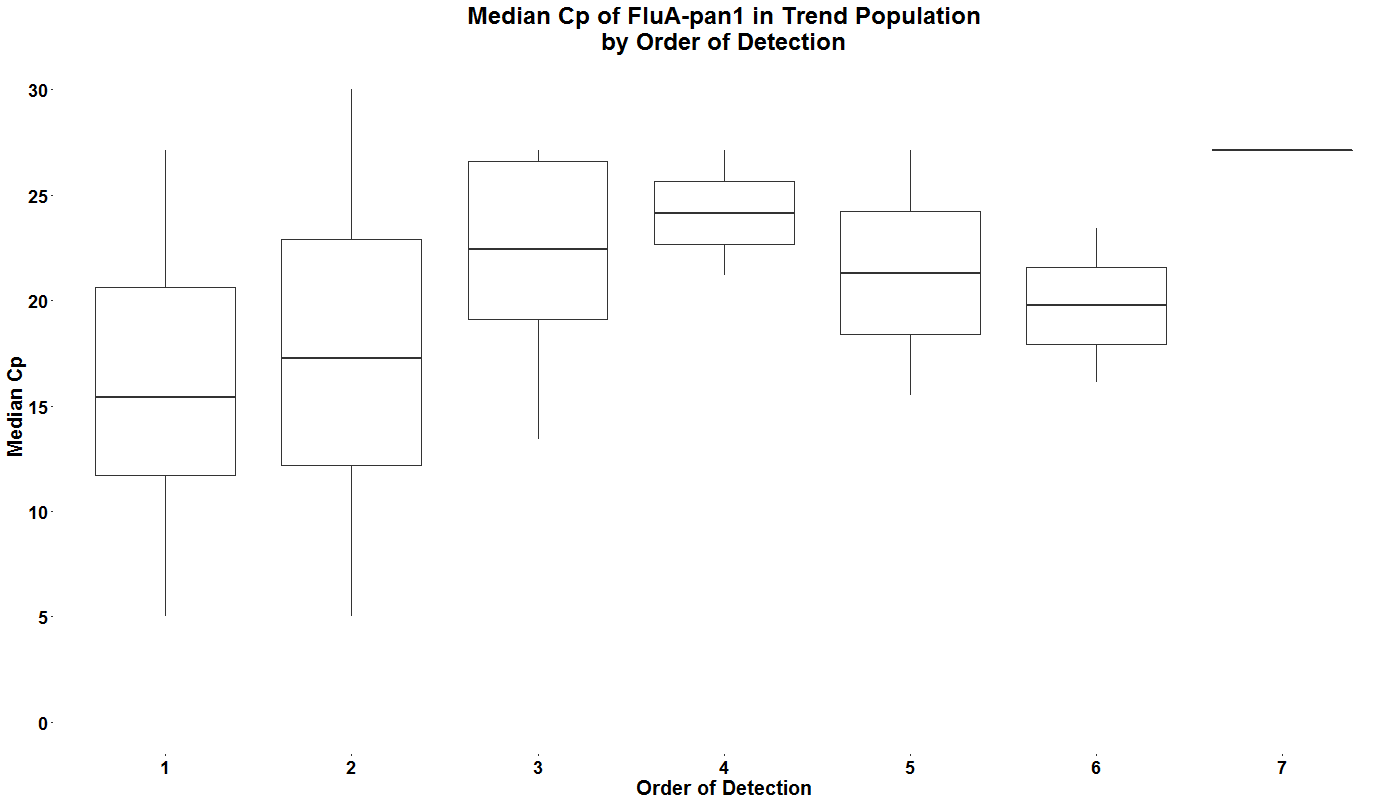 Median Cp of FluA-pan1 in Trend Population
by Order of Detection
Median Cp
30
25
20
15
10
5
0
1 2 3 4 5 6 7
Order of Detection